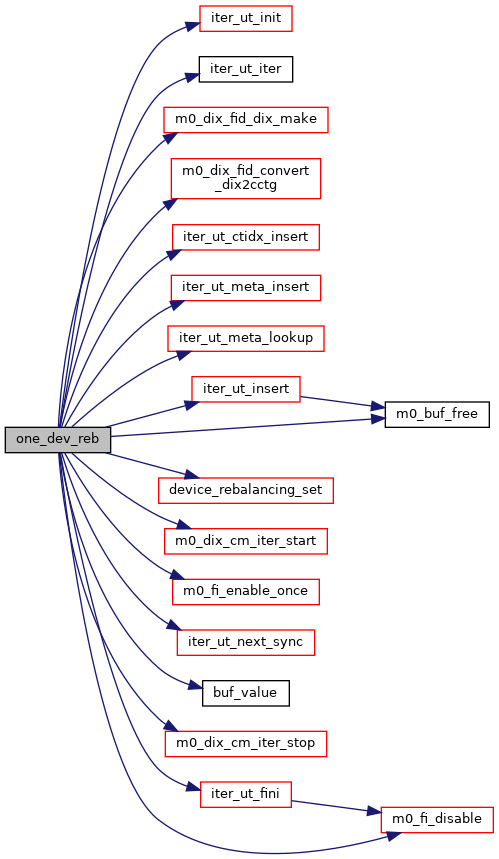 iter_ut_init
iter_ut_iter
m0_dix_fid_dix_make
m0_dix_fid_convert
_dix2cctg
iter_ut_ctidx_insert
iter_ut_meta_insert
iter_ut_meta_lookup
iter_ut_insert
m0_buf_free
one_dev_reb
device_rebalancing_set
m0_dix_cm_iter_start
m0_fi_enable_once
iter_ut_next_sync
buf_value
m0_dix_cm_iter_stop
iter_ut_fini
m0_fi_disable